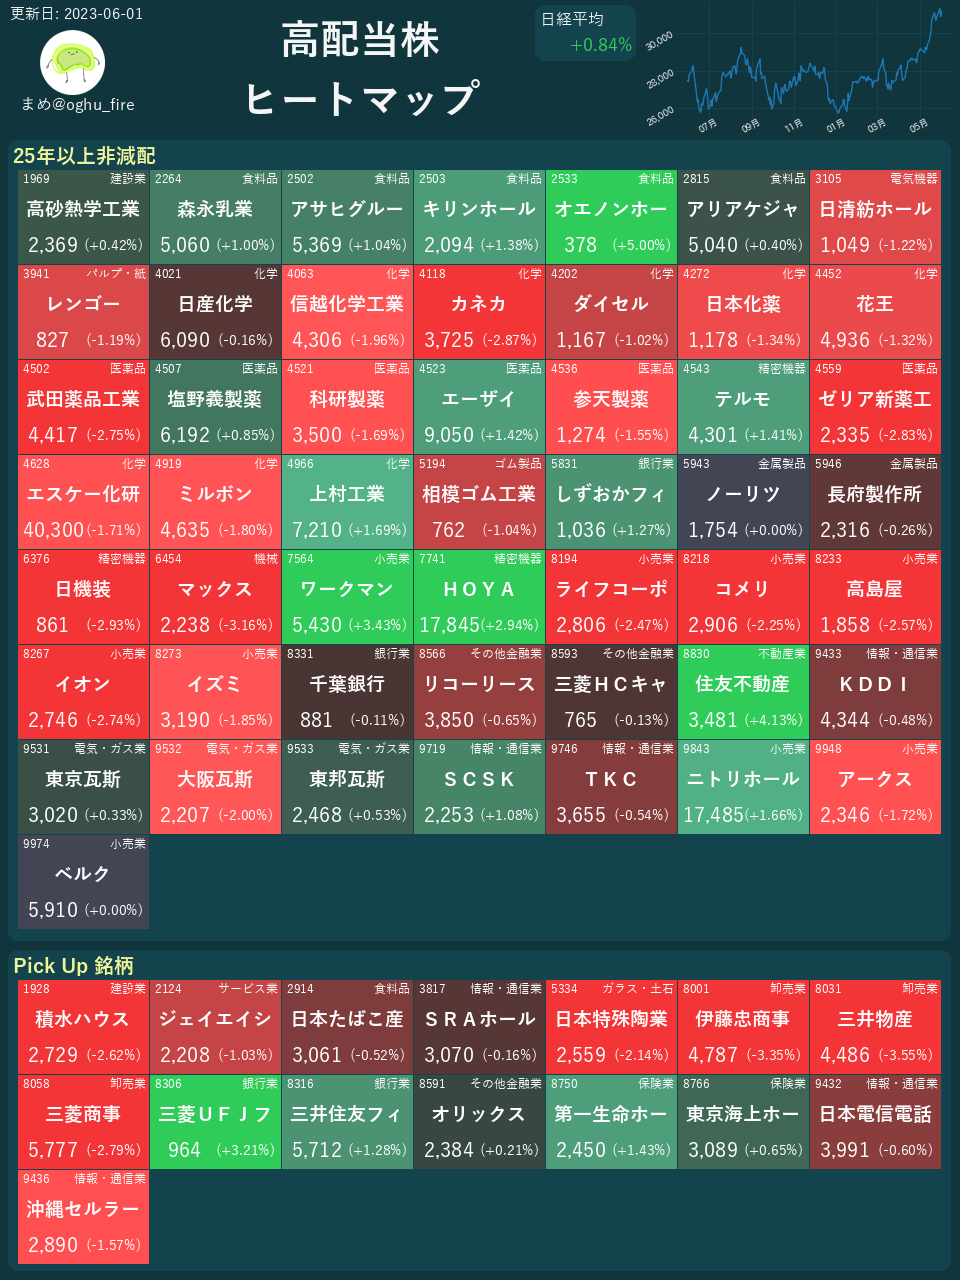 更新日: 2023-06-01
まめ@oghu_fire
高配当株
ヒートマップ
日経平均
+0.84%
30,000
28,000
26,000
07月 09月 11月 01月 03月 05月
25年以上非減配
1969 建設業 2264 食料品 2502 食料品 2503 食料品 2533 食料品 2815 食料品 3105 電気機器
高砂熱学工業 森永乳業 アサヒグルー キリンホール オエノンホー アリアケジャ 日清紡ホール
2,369 (+0.42%) 5,060 (+1.00%) 5,369 (+1.04%) 2,094 (+1.38%) 378 (+5.00%) 5,040 (+0.40%) 1,049 (-1.22%)
3941 パルプ・紙 4021 化学 4063 化学 4118 化学 4202 化学 4272 化学 4452 化学
レンゴー 日産化学 信越化学工業 カネカ ダイセル 日本化薬 花王
827 (-1.19%) 6,090 (-0.16%) 4,306 (-1.96%) 3,725 (-2.87%) 1,167 (-1.02%) 1,178 (-1.34%) 4,936 (-1.32%)
4502 医薬品 4507 医薬品 4521 医薬品 4523 医薬品 4536 医薬品 4543 精密機器 4559 医薬品
武田薬品工業 塩野義製薬 科研製薬 エーザイ 参天製薬 テルモ ゼリア新薬工
4,417 (-2.75%) 6,192 (+0.85%) 3,500 (-1.69%) 9,050 (+1.42%) 1,274 (-1.55%) 4,301 (+1.41%) 2,335 (-2.83%)
4628 化学 4919 化学 4966 化学 5194 ゴム製品 5831 銀行業 5943 金属製品 5946 金属製品
エスケー化研 ミルボン 上村工業 相模ゴム工業 しずおかフィ ノーリツ 長府製作所
40,300 (-1.71%) 4,635 (-1.80%) 7,210 (+1.69%) 762 (-1.04%) 1,036 (+1.27%) 1,754 (+0.00%) 2,316 (-0.26%)
6376 精密機器 6454 機械 7564 小売業 7741 精密機器 8194 小売業 8218 小売業 8233 小売業
日機装 マックス ワークマン ＨＯＹＡ ライフコーポ コメリ 高島屋
861 (-2.93%) 2,238 (-3.16%) 5,430 (+3.43%) 17,845 (+2.94%) 2,806 (-2.47%) 2,906 (-2.25%) 1,858 (-2.57%)
8267 小売業 8273 小売業 8331 銀行業 8566 その他金融業 8593 その他金融業 8830 不動産業 9433 情報・通信業
イオン イズミ 千葉銀行 リコーリース 三菱ＨＣキャ 住友不動産 ＫＤＤＩ
2,746 (-2.74%) 3,190 (-1.85%) 881 (-0.11%) 3,850 (-0.65%) 765 (-0.13%) 3,481 (+4.13%) 4,344 (-0.48%)
9531 電気・ガス業 9532 電気・ガス業 9533 電気・ガス業 9719 情報・通信業 9746 情報・通信業 9843 小売業 9948 小売業
東京瓦斯 大阪瓦斯 東邦瓦斯 ＳＣＳＫ ＴＫＣ ニトリホール アークス
3,020 (+0.33%) 2,207 (-2.00%) 2,468 (+0.53%) 2,253 (+1.08%) 3,655 (-0.54%) 17,485 (+1.66%) 2,346 (-1.72%)
9974 小売業
ベルク
5,910 (+0.00%)
Pick Up 銘柄
1928 建設業 2124 サービス業 2914 食料品 3817 情報・通信業 5334 ガラス・土石 8001 卸売業 8031 卸売業
積水ハウス ジェイエイシ 日本たばこ産 ＳＲＡホール 日本特殊陶業 伊藤忠商事 三井物産
2,729 (-2.62%) 2,208 (-1.03%) 3,061 (-0.52%) 3,070 (-0.16%) 2,559 (-2.14%) 4,787 (-3.35%) 4,486 (-3.55%)
8058 卸売業 8306 銀行業 8316 銀行業 8591 その他金融業 8750 保険業 8766 保険業 9432 情報・通信業
三菱商事 三菱ＵＦＪフ 三井住友フィ オリックス 第一生命ホー 東京海上ホー 日本電信電話
5,777 (-2.79%) 964 (+3.21%) 5,712 (+1.28%) 2,384 (+0.21%) 2,450 (+1.43%) 3,089 (+0.65%) 3,991 (-0.60%)
9436 情報・通信業
沖縄セルラー
2,890 (-1.57%)